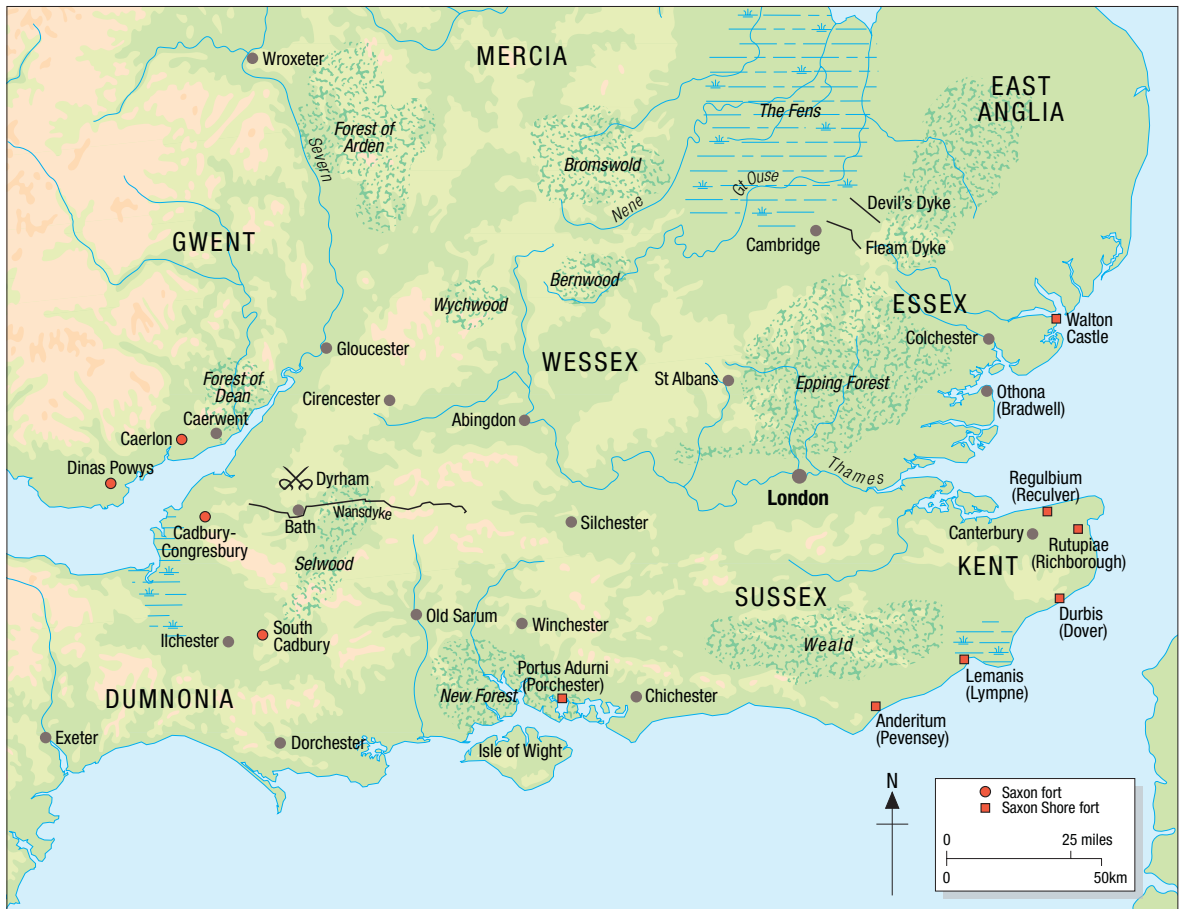 MERCIA
Wroxeter
EAST
ANGLIA
The Fens
Forest of
Arden
Severn
Bromswold
Gt Ouse
Nene
Devil's Dyke
GWENT
Cambridge
Fleam Dyke
Bernwood
Wychwood
ESSEX
Walton
Castle
Colchester
Gloucester
WESSEX
St Albans
Epping Forest
Forest of
Dean
Cirencester
Othona
(Bradwell)
Abingdon
Caerwent
Caerlon
Dinas Powys
Dyrham
Thames
London
Regulbium
(Reculver)
Wansdyke
Bath
Silchester
Canterbury
Cadbury-
Congresbury
Rutupiae
(Richborough)
Selwood
KENT
SUSSEX
Durbis
(Dover)
Old Sarum
Winchester
Ilchester
South
Cadbury
Weald
Portus Adurni
(Porchester)
Lemanis
(Lympne)
New Forest
Chichester
DUMNONIA
Anderitum
(Pevensey)
Exeter
Dorchester
Isle of Wight
N
Saxon fort
Saxon Shore fort
0 25 miles
0 50km